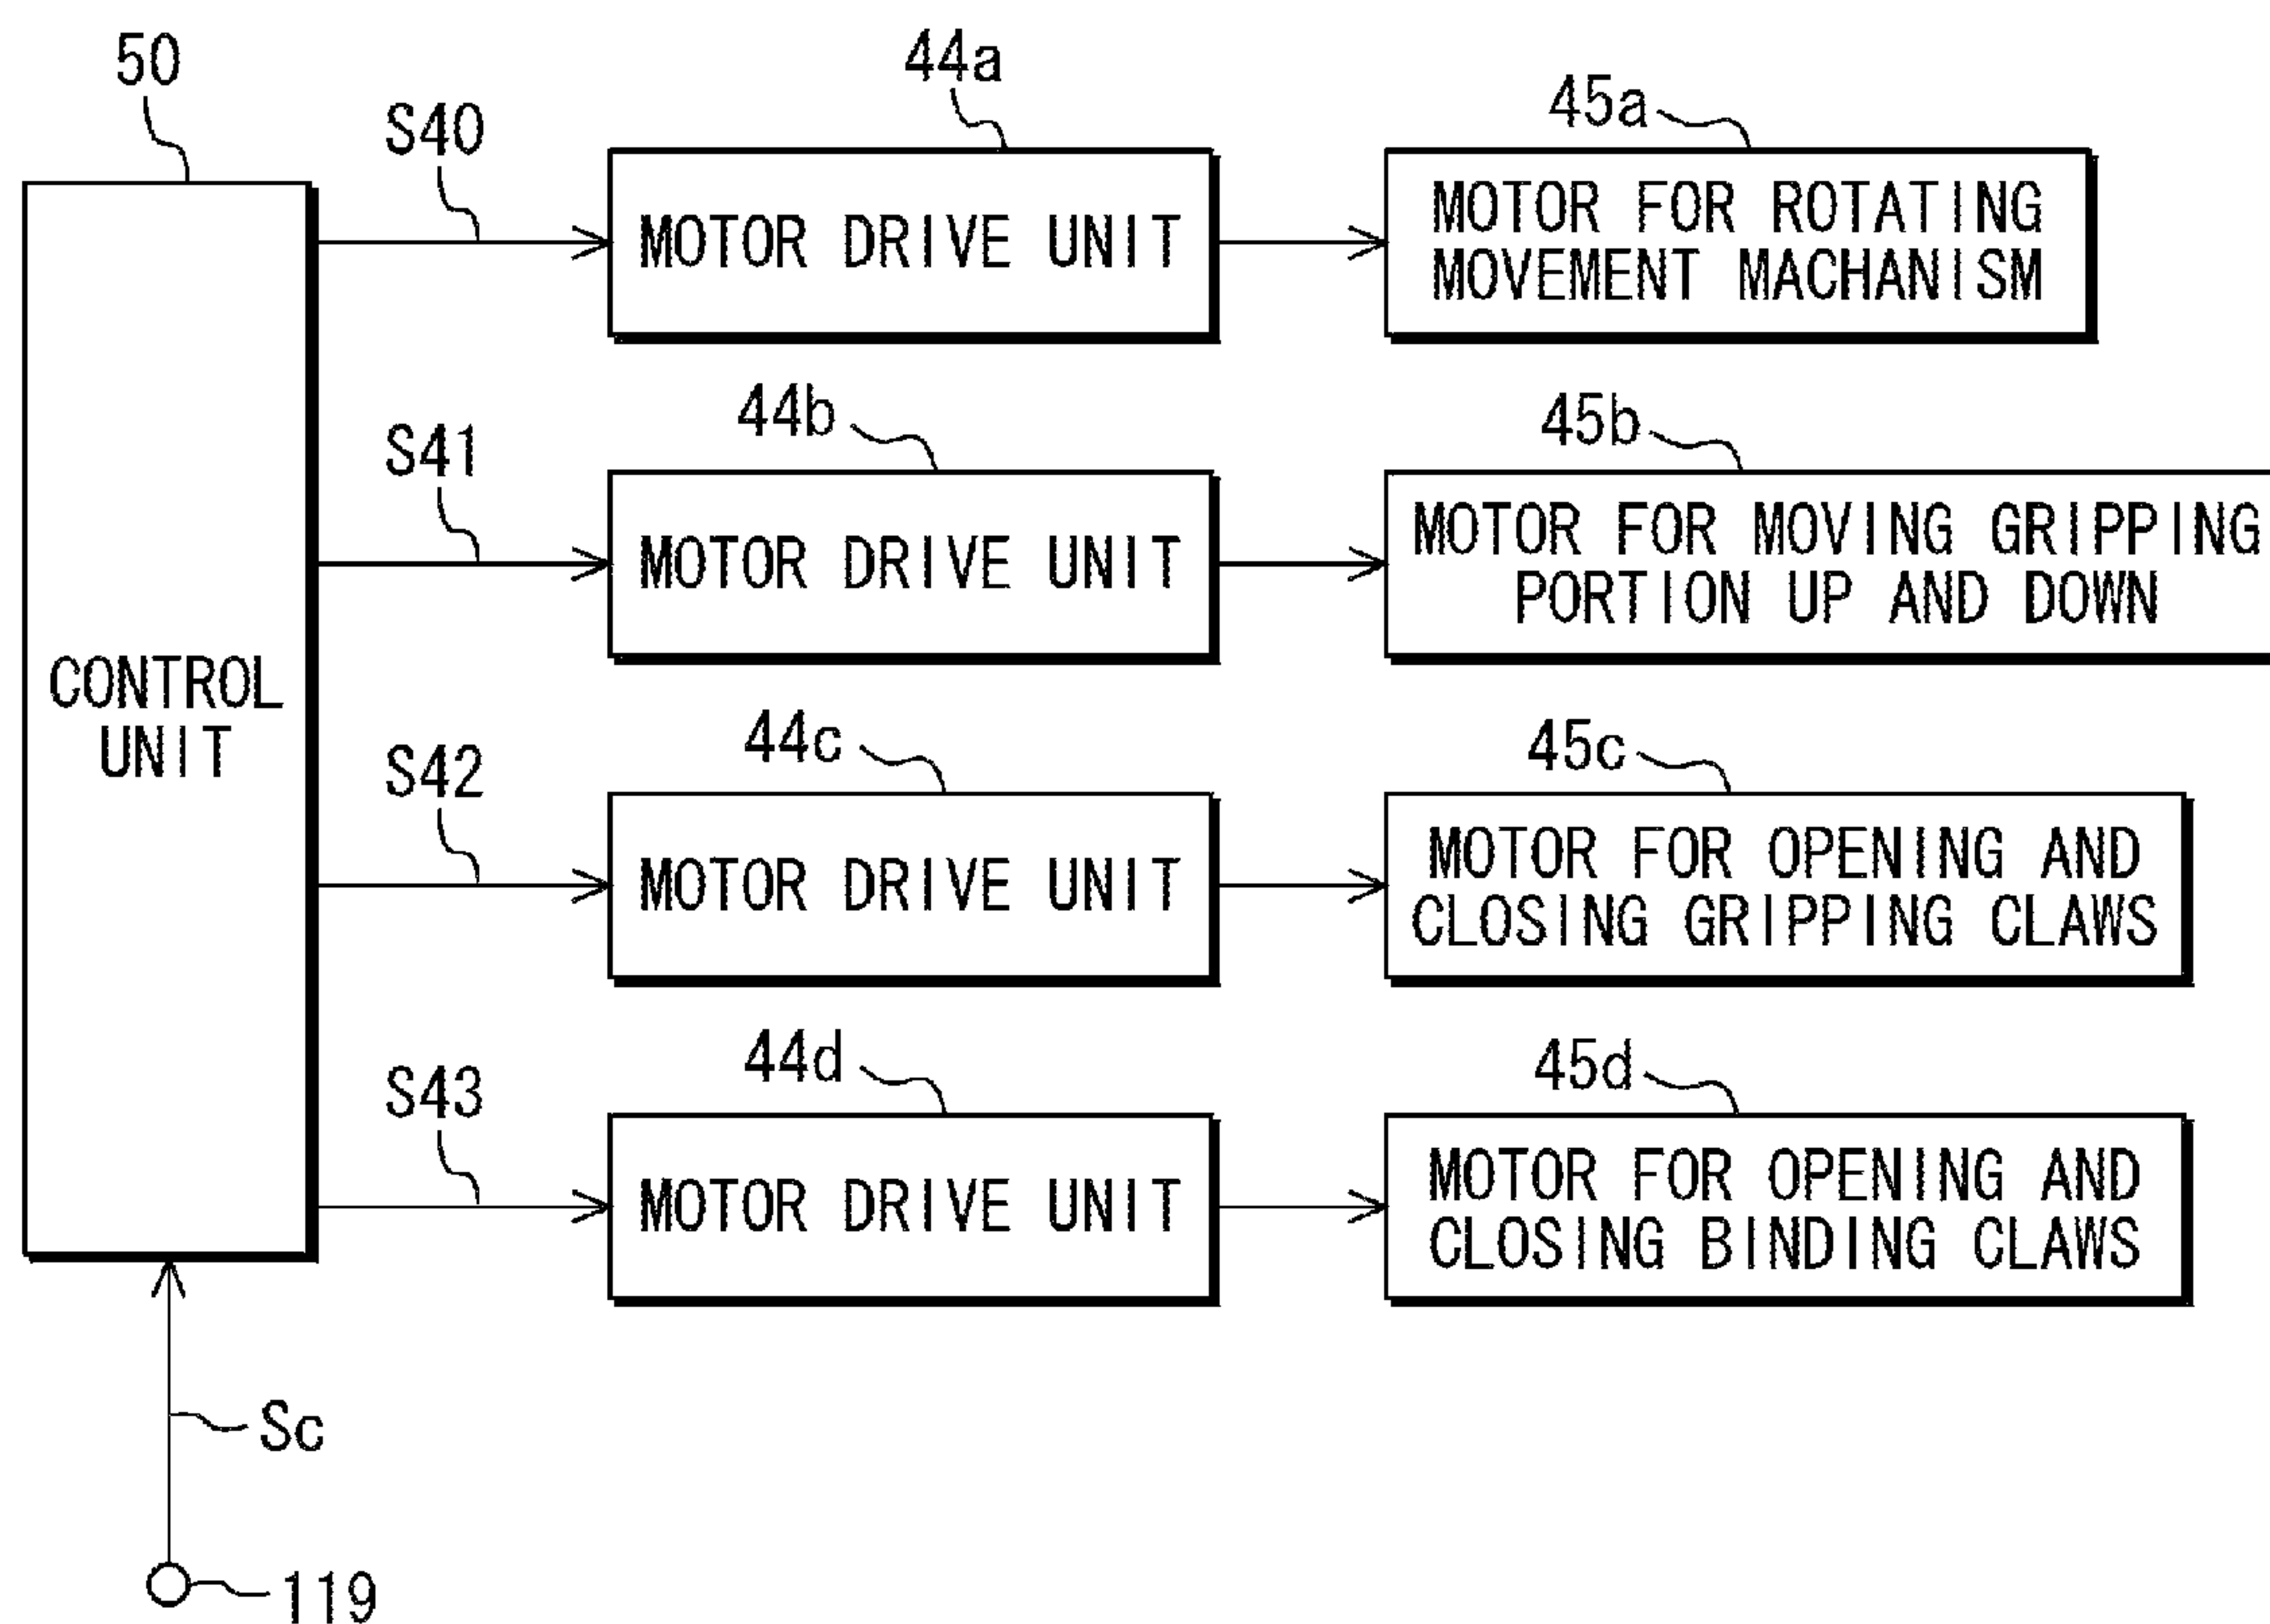 50
S40
44a
45a
MOTOR DRIVE UNIT
MOTOR FOR ROTATING
MOVEMENT MACHANISM
S41
44b
45b
MOTOR DRIVE UNIT
MOTOR FOR MOVING GRIPPING
PORTION UP AND DOWN
CONTROL
UNIT
S42
44c
45c
MOTOR DRIVE UNIT
MOTOR FOR OPENING AND
CLOSING GRIPPING CLAWS
S43
44d
45d
MOTOR DRIVE UNIT
MOTOR FOR OPENING AND
CLOSING BINDING CLAWS
Sc
119